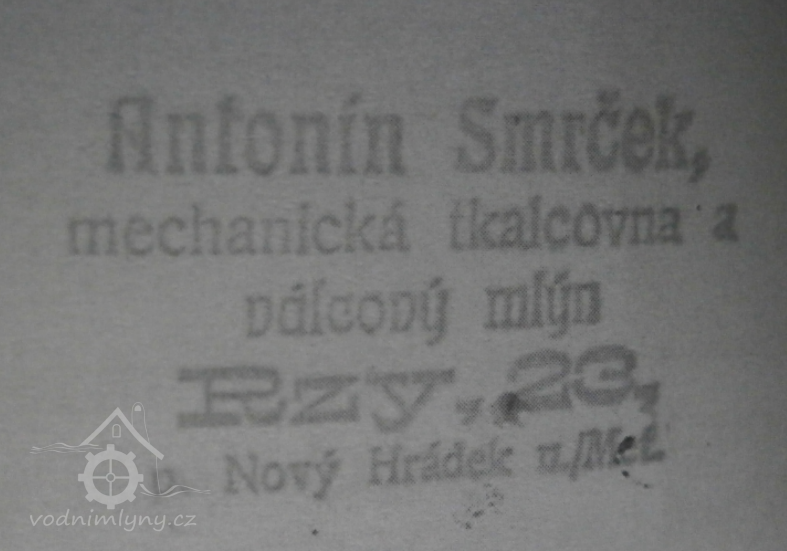 Antonín Smrček,
mechanická tkalcovna a
válcový mlýn
Rzy, 23,
p. Nový Hrádek n./Met.
vodnimlyny.cz